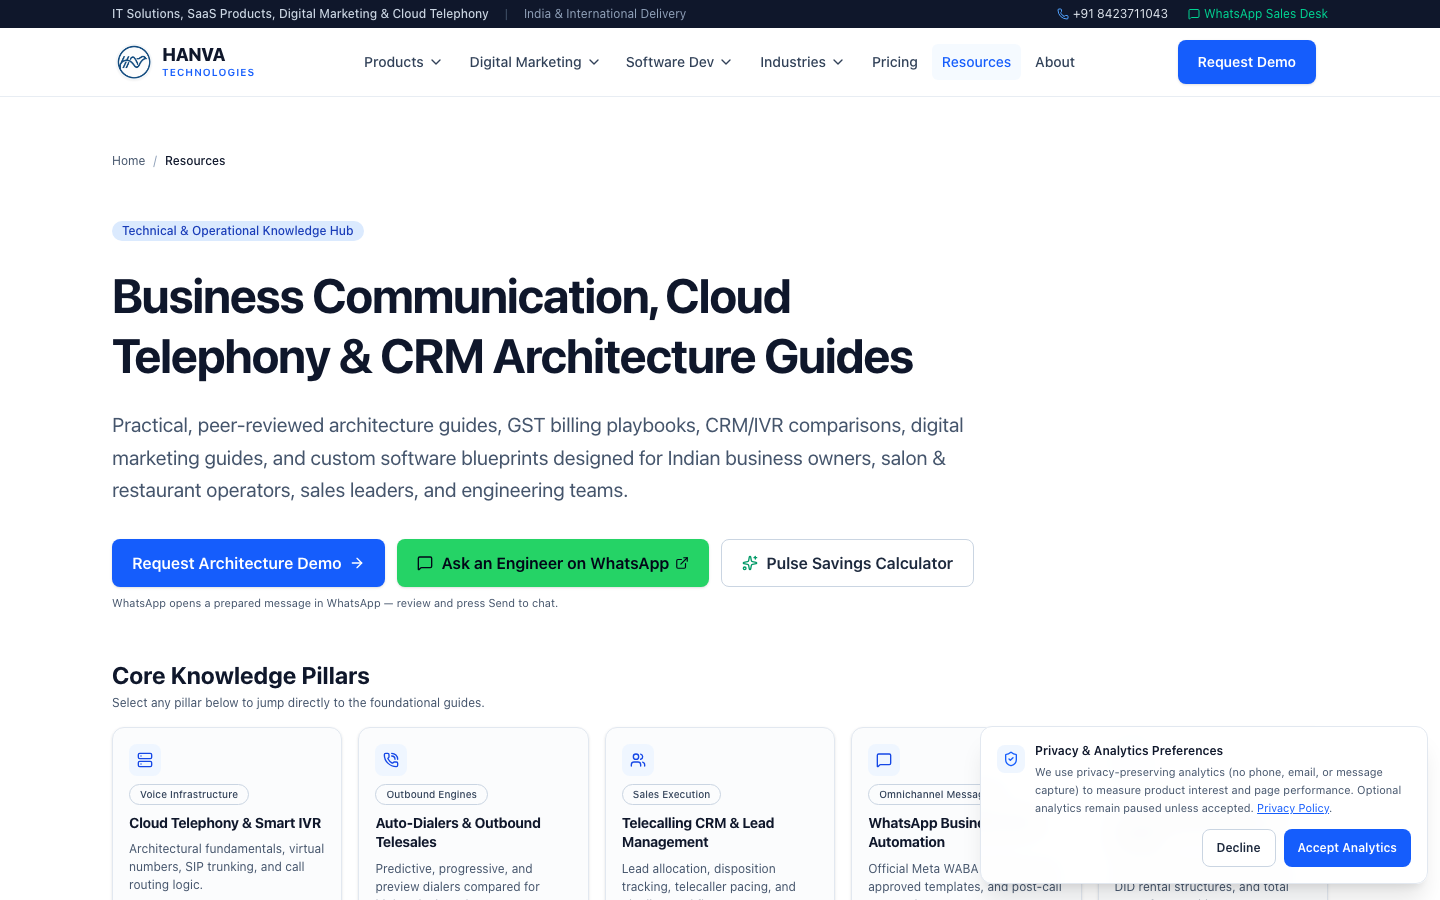 IT Solutions, SaaS Products, Digital Marketing & Cloud Telephony | India & International Delivery +91 8423711043 WhatsApp Sales Desk
HANVA
TECHNOLOGIES
Products Digital Marketing Software Dev Industries Pricing Resources About Request Demo
Home / Resources
Technical & Operational Knowledge Hub
Business Communication, Cloud
Telephony & CRM Architecture Guides
Practical, peer-reviewed architecture guides, GST billing playbooks, CRM/IVR comparisons, digital
marketing guides, and custom software blueprints designed for Indian business owners, salon &
restaurant operators, sales leaders, and engineering teams.
Request Architecture Demo Ask an Engineer on WhatsApp Pulse Savings Calculator
WhatsApp opens a prepared message in WhatsApp — review and press Send to chat.
Core Knowledge Pillars
Select any pillar below to jump directly to the foundational guides.
Voice Infrastructure
Cloud Telephony & Smart IVR
Architectural fundamentals, virtual
numbers, SIP trunking, and call
routing logic.
Outbound Engines
Auto-Dialers & Outbound
Telesales
Predictive, progressive, and
preview dialers compared for
Sales Execution
Telecalling CRM & Lead
Management
Lead allocation, disposition
tracking, telecaller pacing, and
Omnichannel
WhatsApp
Automation
Official Meta WABA
approved templates, and post-call
DID rental structures, and total
Privacy & Analytics Preferences
We use privacy-preserving analytics (no phone, email, or message
capture) to measure product interest and page performance. Optional
analytics remain paused unless accepted. Privacy Policy.
Decline Accept Analytics